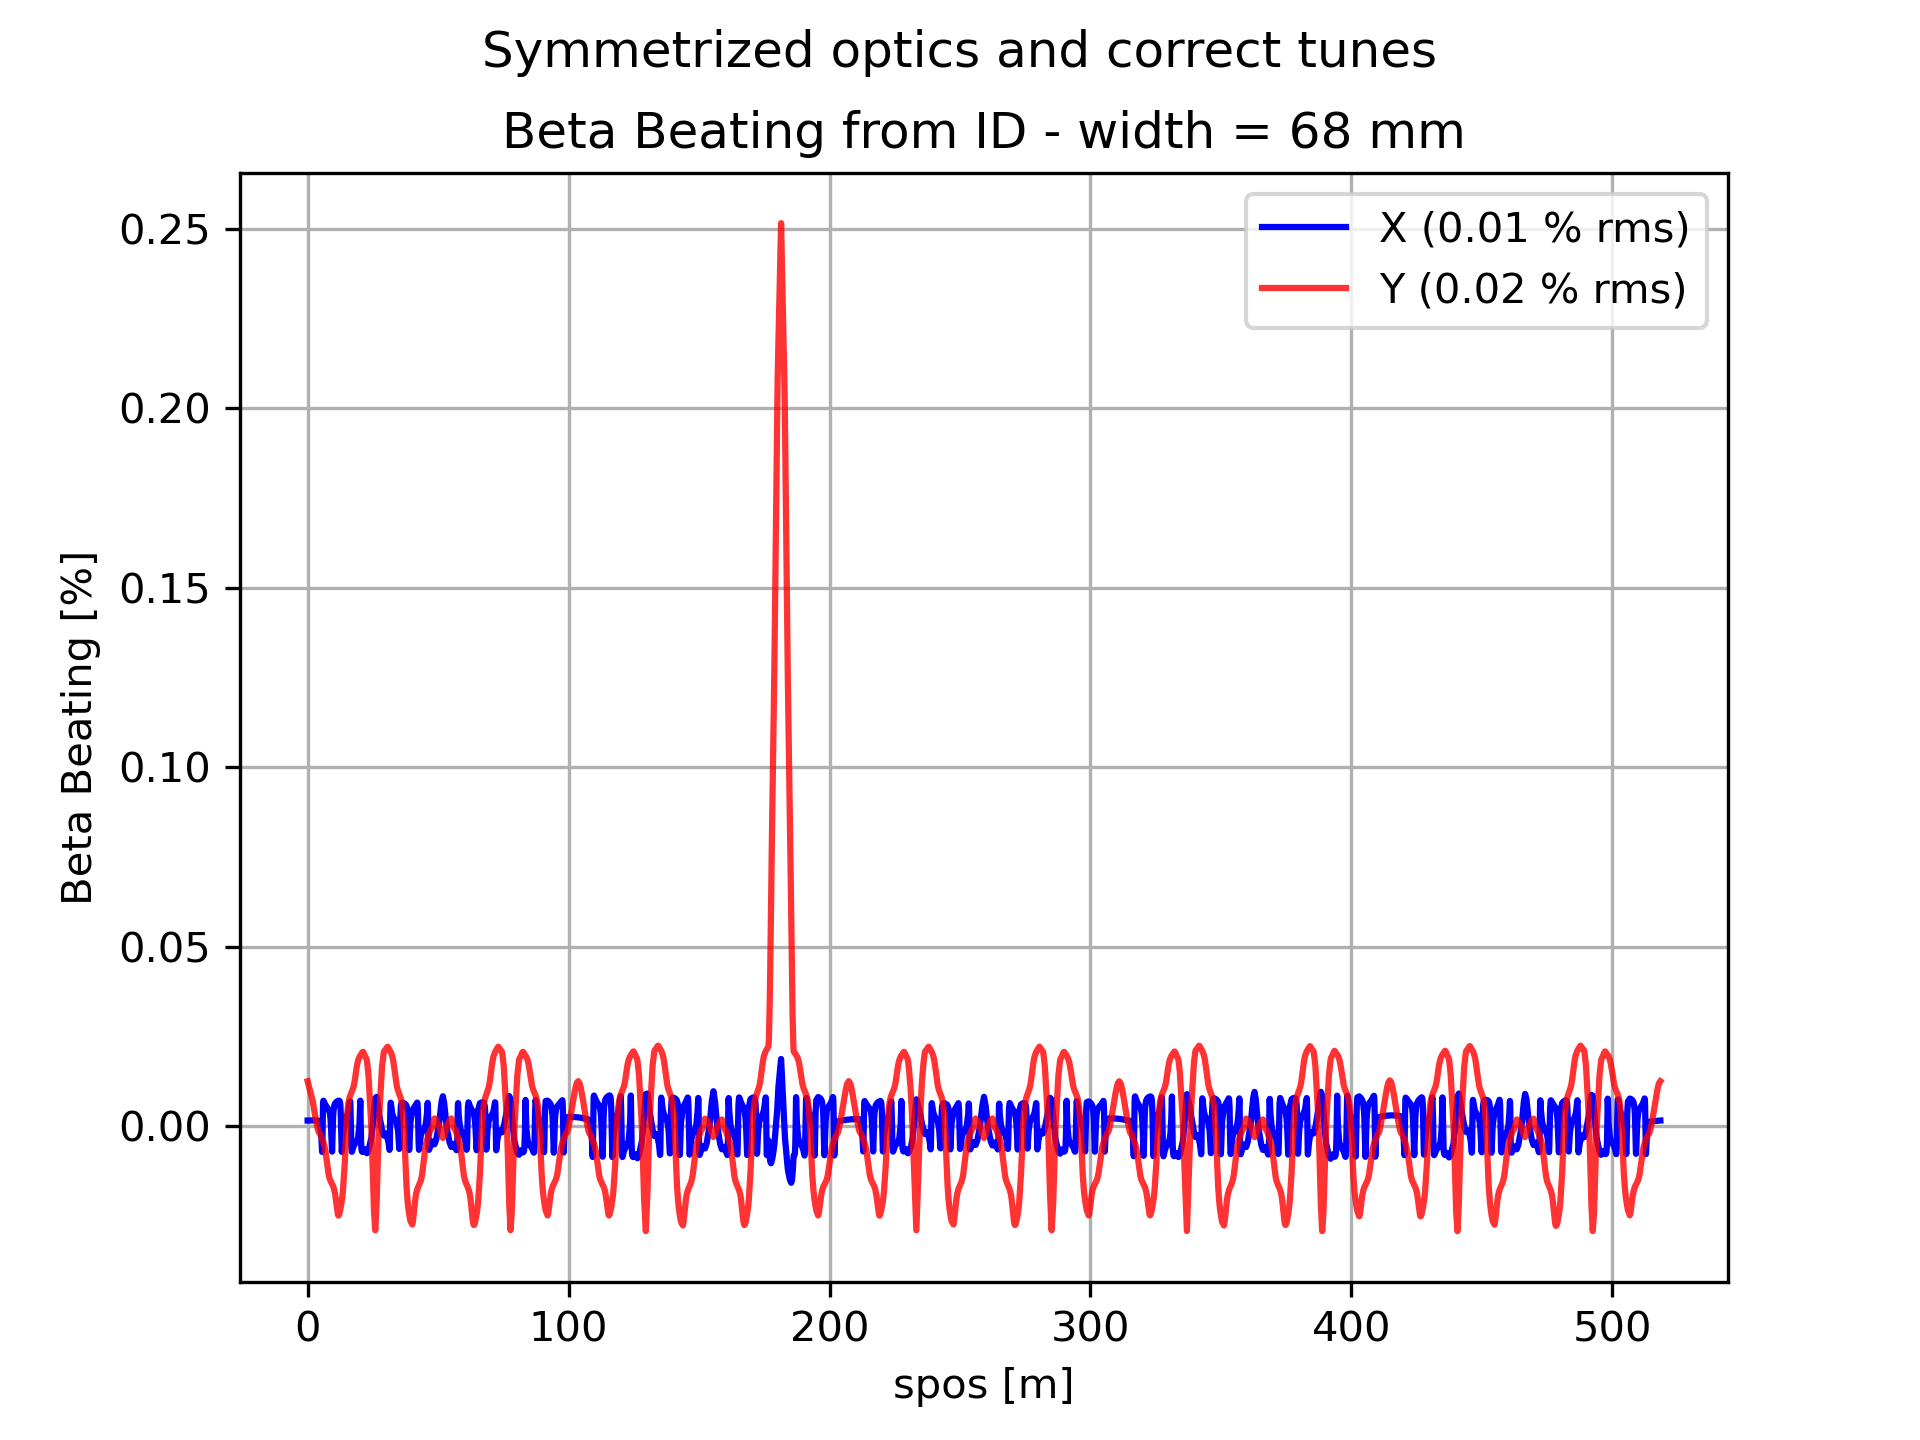 Symmetrized optics and correct tunes
Beta Beating from ID - width = 68 mm
X (0.01 % rms)
Y (0.02 % rms)
Beta Beating [%]
0.25
0.20
0.15
0.10
0.05
0.00
0
100
200
300
400
500
spos [m]